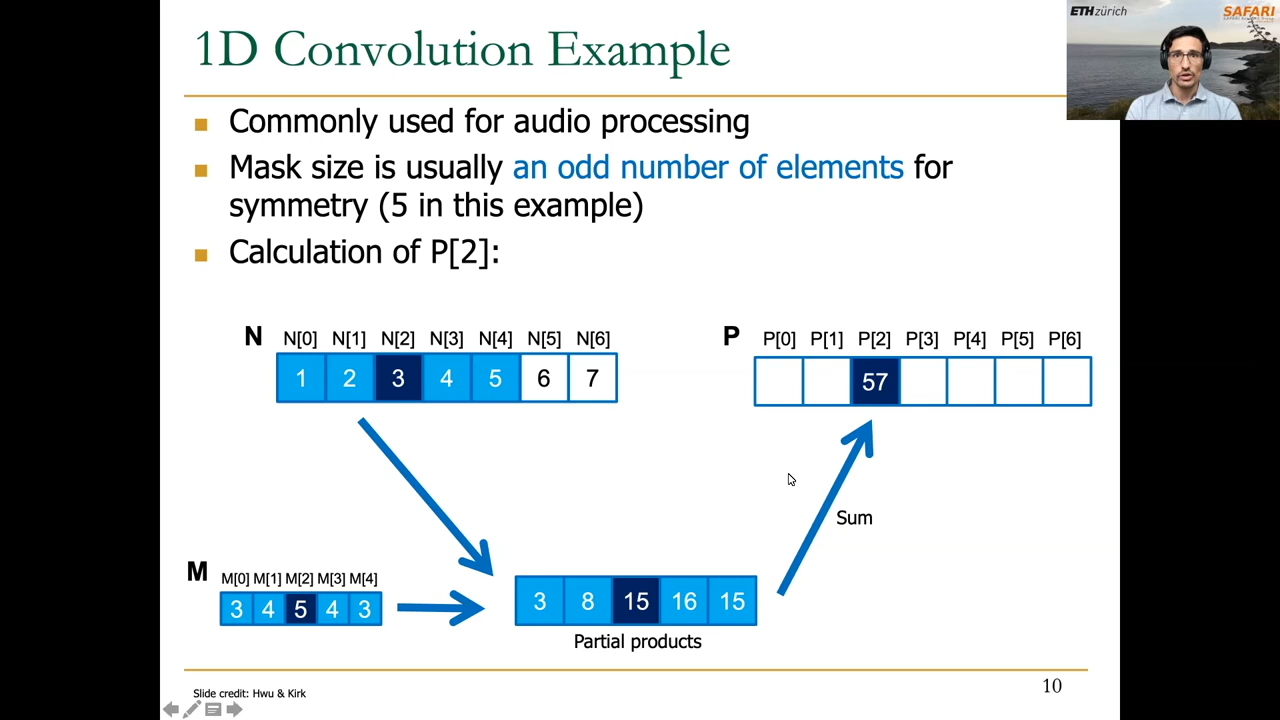 1D Convolution Example
ETHzürich
SAFARI
Commonly used for audio processing
Mask size is usually an odd number of elements for
symmetry (5 in this example)
Calculation of P[2]:
N N[0] N[1] N[2] N[3] N[4] N[5] N[6]
1 2 3 4 5 6 7
P P[0] P[1] P[2] P[3] P[4] P[5] P[6]
57
Sum
M M[0] M[1] M[2] M[3] M[4]
3 4 5 4 3
3 8 15 16 15
Partial products
Slide credit: Hwu & Kirk
10